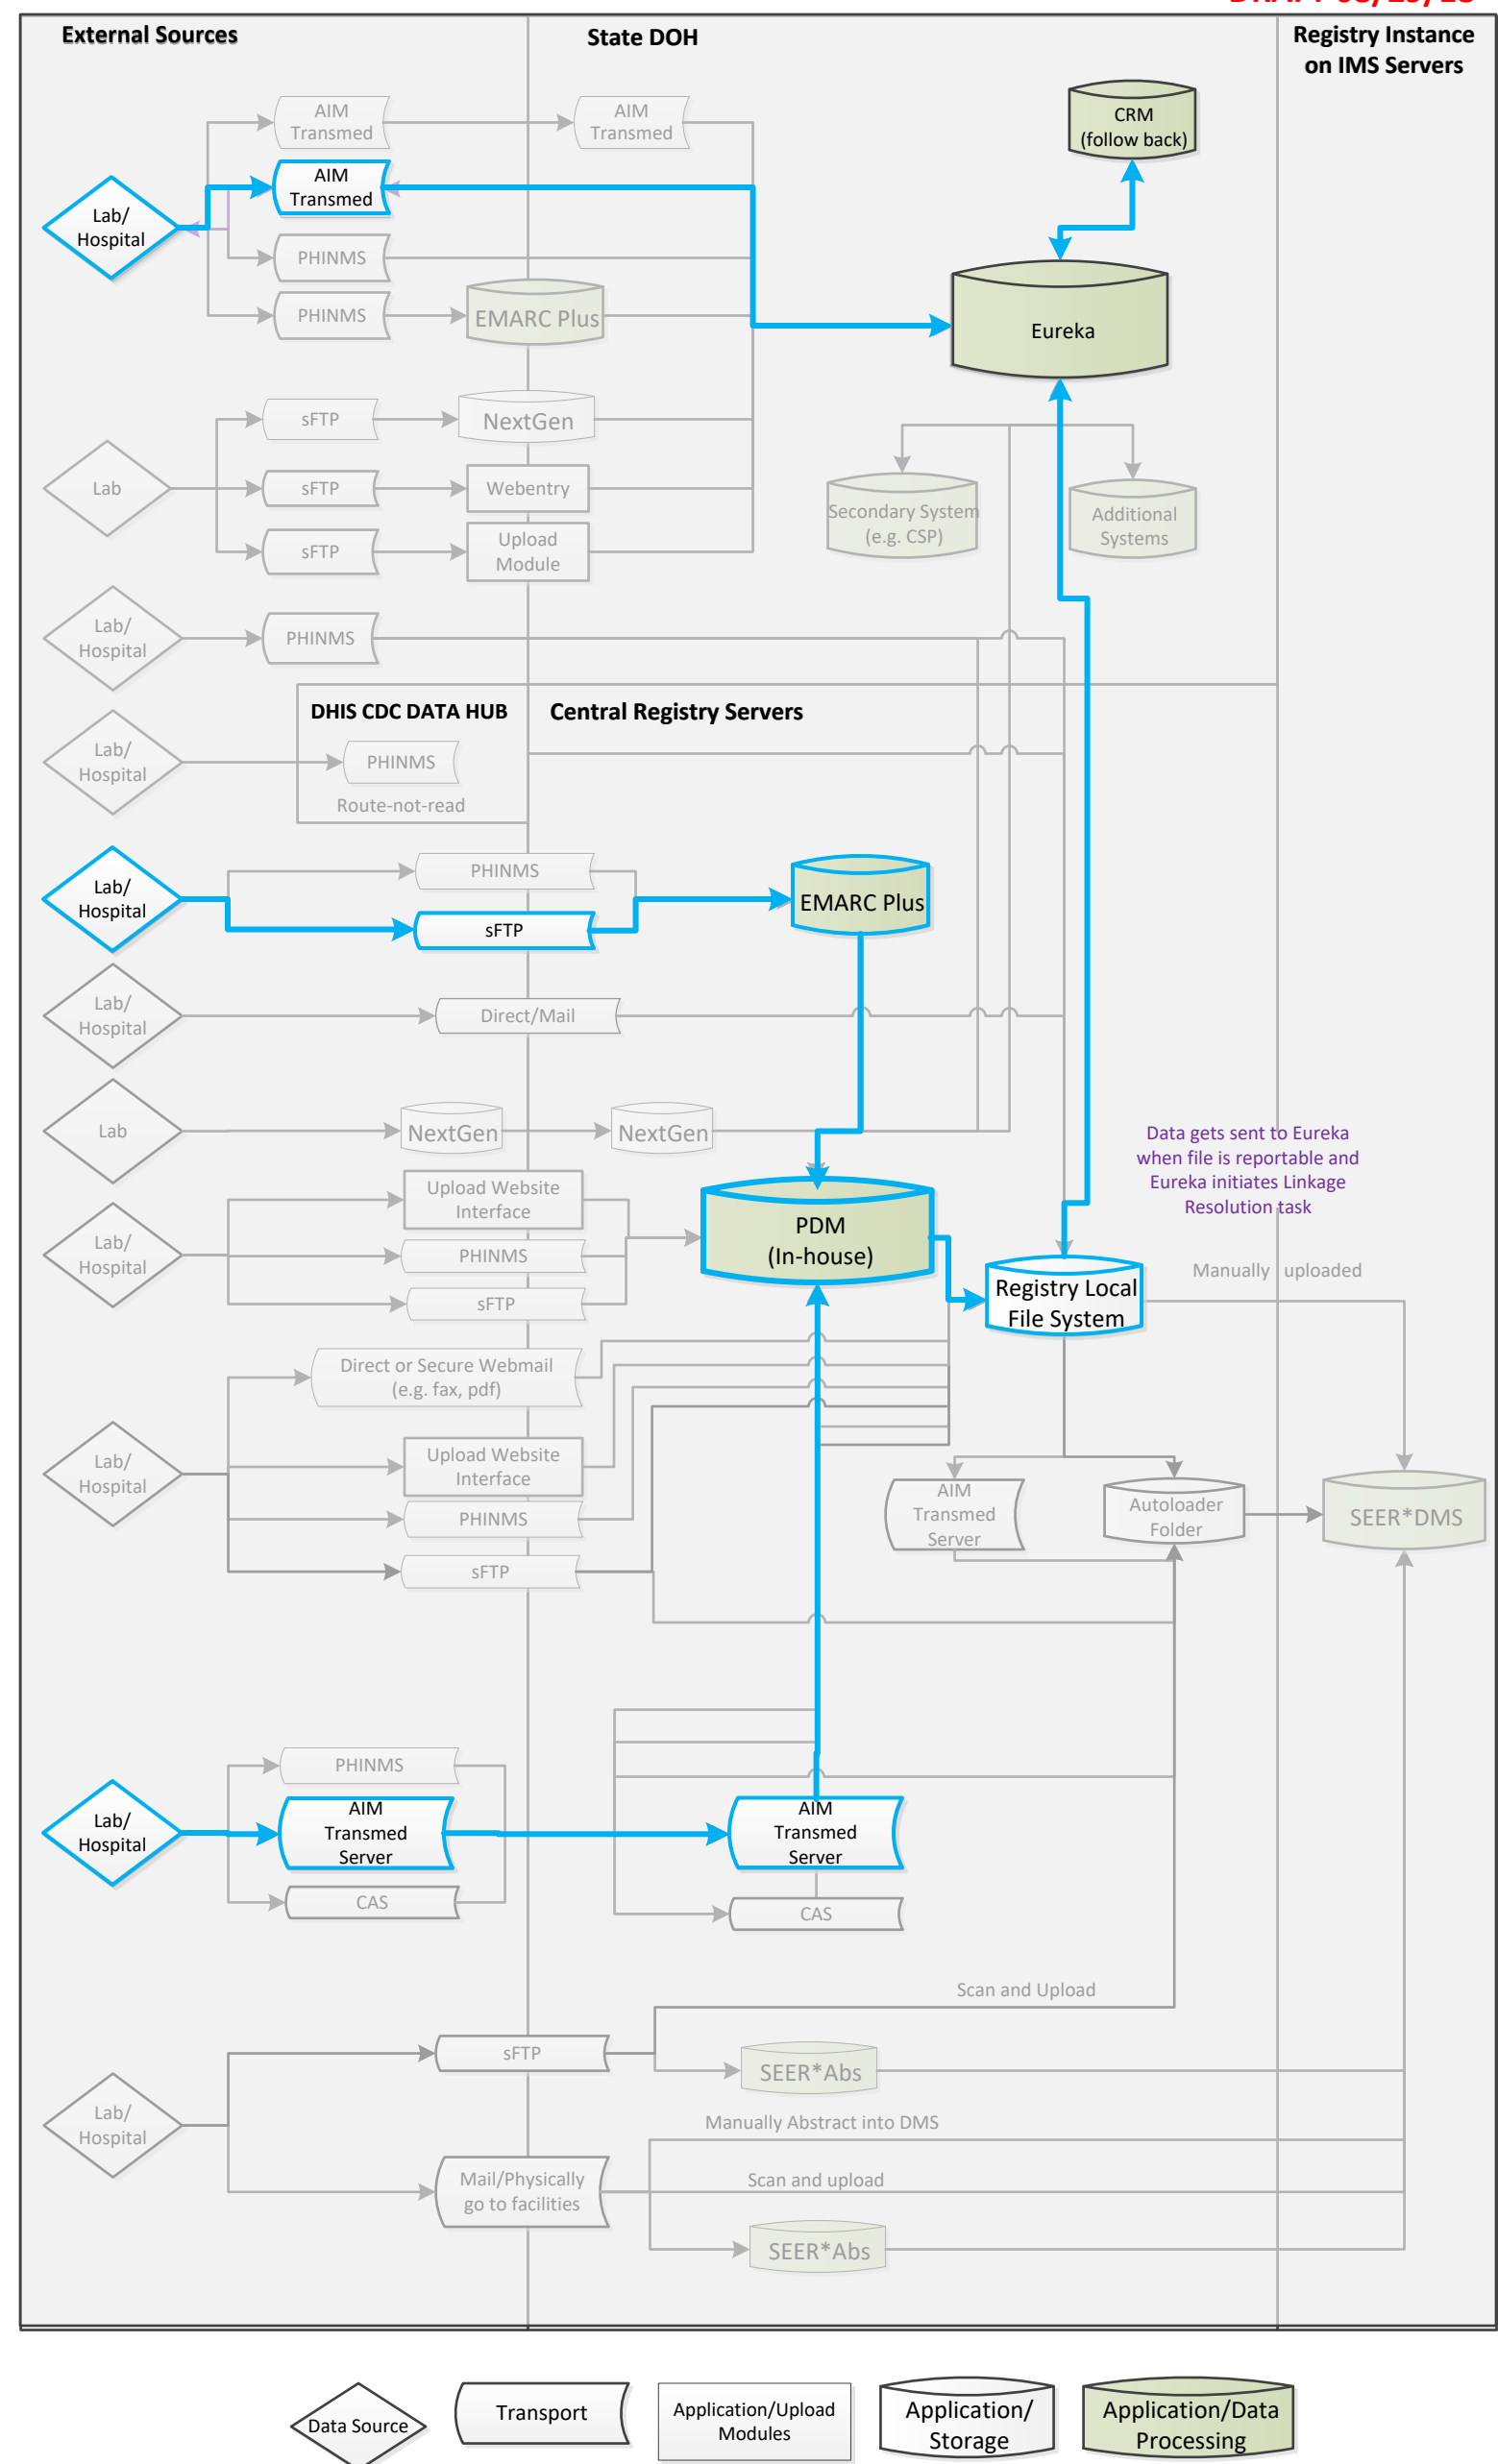 External Sources
State DOH
Registry Instance
on IMS Servers
AIM
Transmed
AIM
Transmed
CRM
(follow back)
AIM
Transmed
Lab/
Hospital
PHINMS
PHINMS
EMARC Plus
Eureka
sFTP
NextGen
Lab
sFTP
Webentry
Secondary System
(e.g. CSP)
Additional
Systems
sFTP
Upload
Module
Lab/
Hospital
PHINMS
DHIS CDC DATA HUB
Central Registry Servers
Lab/
Hospital
PHINMS
Route-not-read
Lab/
Hospital
PHINMS
sFTP
EMARC Plus
Lab/
Hospital
Direct/Mail
Lab
NextGen
NextGen
Data gets sent to Eureka
when file is reportable and
Eureka initiates Linkage
Resolution task
Upload Website
Interface
Lab/
Hospital
PHINMS
sFTP
PDM
(In-house)
Registry Local
File System
Manually uploaded
Direct or Secure Webmail
(e.g. fax, pdf)
Lab/
Hospital
Upload Website
Interface
PHINMS
sFTP
AIM
Transmed
Server
Autoloader
Folder
SEER*DMS
PHINMS
Lab/
Hospital
AIM
Transmed
Server
AIM
Transmed
Server
CAS
CAS
Scan and Upload
sFTP
SEER*Abs
Lab/
Hospital
Manually Abstract into DMS
Mail/Physically
go to facilities
Scan and upload
SEER*Abs
Data Source
Transport
Application/Upload
Modules
Application/
Storage
Application/Data
Processing